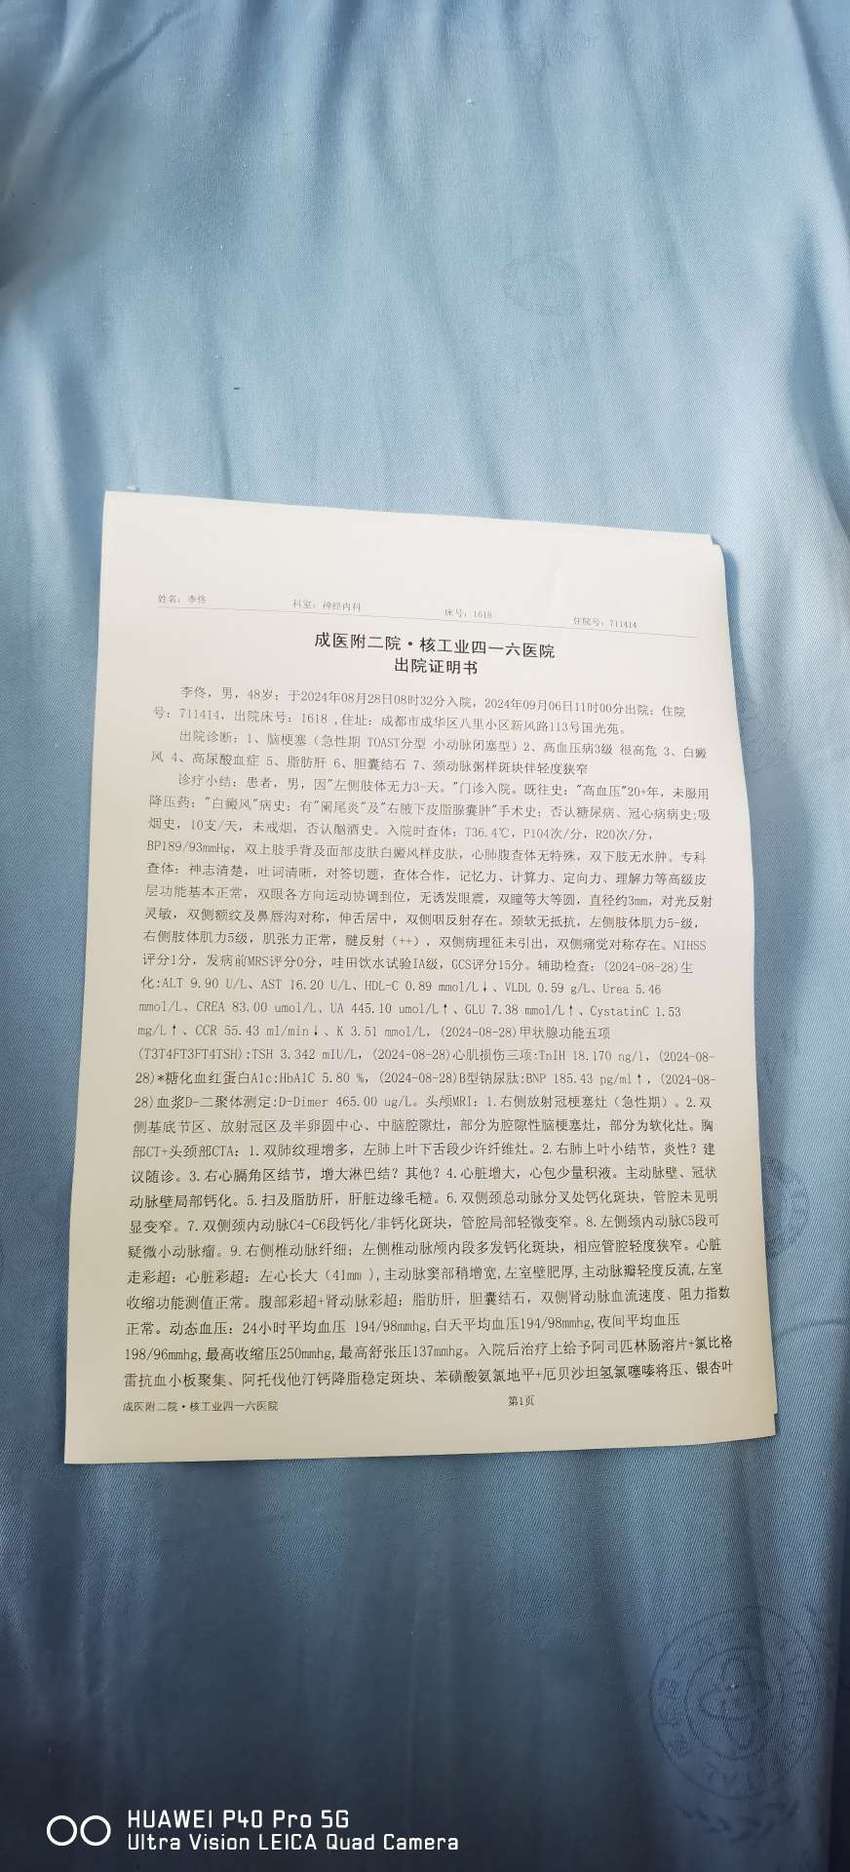 姓名：李佟 科室：神经内科 床号：1618 住院号：711414
成医附二院·核工业四一六医院
出院证明书
李佟，男，48岁：于2024年08月28日08时32分入院，2024年09月06日11时00分出院：住院
号：711414，出院床号：1618 ,住址：成都市成华区八里小区新风路113号国光苑。
出院诊断：1、脑梗塞（急性期 TOAST分型 小动脉闭塞型）2、高血压病3级 很高危 3、白癜
风 4、高尿酸血症 5、脂肪肝 6、胆囊结石 7、颈动脉粥样斑块伴轻度狭窄
诊疗小结：患者，男，因"左侧肢体无力3-天。"门诊入院。既往史："高血压"20+年，未服用
降压药；"白癜风"病史；有"阑尾炎"及"右腋下皮脂腺囊肿"手术史；否认糖尿病、冠心病病史;吸
烟史，10支/天，未戒烟，否认酗酒史。入院时查体：T36.4℃，P104次/分，R20次/分，
BP189/93mmHg，双上肢手背及面部皮肤白癜风样皮肤，心肺腹查体无特殊，双下肢无水肿。专科
查体：神志清楚，吐词清晰，对答切题，查体合作，记忆力、计算力、定向力、理解力等高级皮
层功能基本正常，双眼各方向运动协调到位，无诱发眼震，双瞳等大等圆，直径约3mm，对光反射
灵敏，双侧额纹及鼻唇沟对称，伸舌居中，双侧咽反射存在。颈软无抵抗，左侧肢体肌力5-级，
右侧肢体肌力5级，肌张力正常，腱反射（++），双侧病理征未引出，双侧痛觉对称存在。NIHSS
评分1分，发病前MRS评分0分，哇田饮水试验IA级，GCS评分15分。辅助检查：(2024-08-28)生
化:ALT 9.90 U/L、AST 16.20 U/L、HDL-C 0.89 mmol/L↓、VLDL 0.59 g/L、Urea 5.46
mmol/L、CREA 83.00 umol/L、UA 445.10 umol/L↑、GLU 7.38 mmol/L↑、CystatinC 1.53
mg/L↑、CCR 55.43 ml/min↓、K 3.51 mmol/L，(2024-08-28)甲状腺功能五项
(T3T4FT3FT4TSH):TSH 3.342 mIU/L，(2024-08-28)心肌损伤三项:TnIH 18.170 ng/l，(2024-08-
28)*糖化血红蛋白A1c:HbA1C 5.80 %，(2024-08-28)B型钠尿肽:BNP 185.43 pg/ml↑，(2024-08-
28)血浆D-二聚体测定:D-Dimer 465.00 ug/L。头颅MRI：1.右侧放射冠梗塞灶（急性期）。2.双
侧基底节区、放射冠区及半卵圆中心、中脑腔隙灶，部分为腔隙性脑梗塞灶，部分为软化灶。胸
部CT+头颈部CTA：1.双肺纹理增多，左肺上叶下舌段少许纤维灶。2.右肺上叶小结节，炎性？建
议随诊。3.右心膈角区结节，增大淋巴结？其他？4.心脏增大，心包少量积液。主动脉壁、冠状
动脉壁局部钙化。5.扫及脂肪肝，肝脏边缘毛糙。6.双侧颈总动脉分叉处钙化斑块，管腔未见明
显变窄。7.双侧颈内动脉C4-C6段钙化/非钙化斑块，管腔局部轻微变窄。8.左侧颈内动脉C5段可
疑微小动脉瘤。9.右侧椎动脉纤细；左侧椎动脉颅内段多发钙化斑块，相应管腔轻度狭窄。心脏
走彩超：心脏彩超：左心长大（41mm ),主动脉窦部稍增宽,左室壁肥厚,主动脉瓣轻度反流,左室
收缩功能测值正常。腹部彩超+肾动脉彩超：脂肪肝，胆囊结石，双侧肾动脉血流速度、阻力指数
正常。动态血压：24小时平均血压 194/98mmhg,白天平均血压194/98mmhg,夜间平均血压
198/96mmhg,最高收缩压250mmhg,最高舒张压137mmhg。入院后治疗上给予阿司匹林肠溶片+氯比格
雷抗血小板聚集、阿托伐他汀钙降脂稳定斑块、苯磺酸氨氯地平+厄贝沙坦氢氯噻嗪将压、银杏叶
成医附二院·核工业四一六医院 第1页
HUAWEI P40 Pro 5G
Ultra Vision LEICA Quad Camera